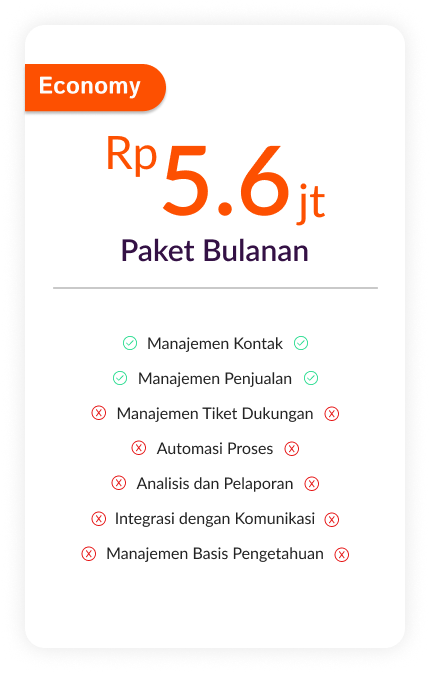 Economy
Rp 5.6 jt
Paket Bulanan
Manajemen Kontak
Manajemen Penjualan
Manajemen Tiket Dukungan
Automasi Proses
Analisis dan Pelaporan
Integrasi dengan Komunikasi
Manajemen Basis Pengetahuan